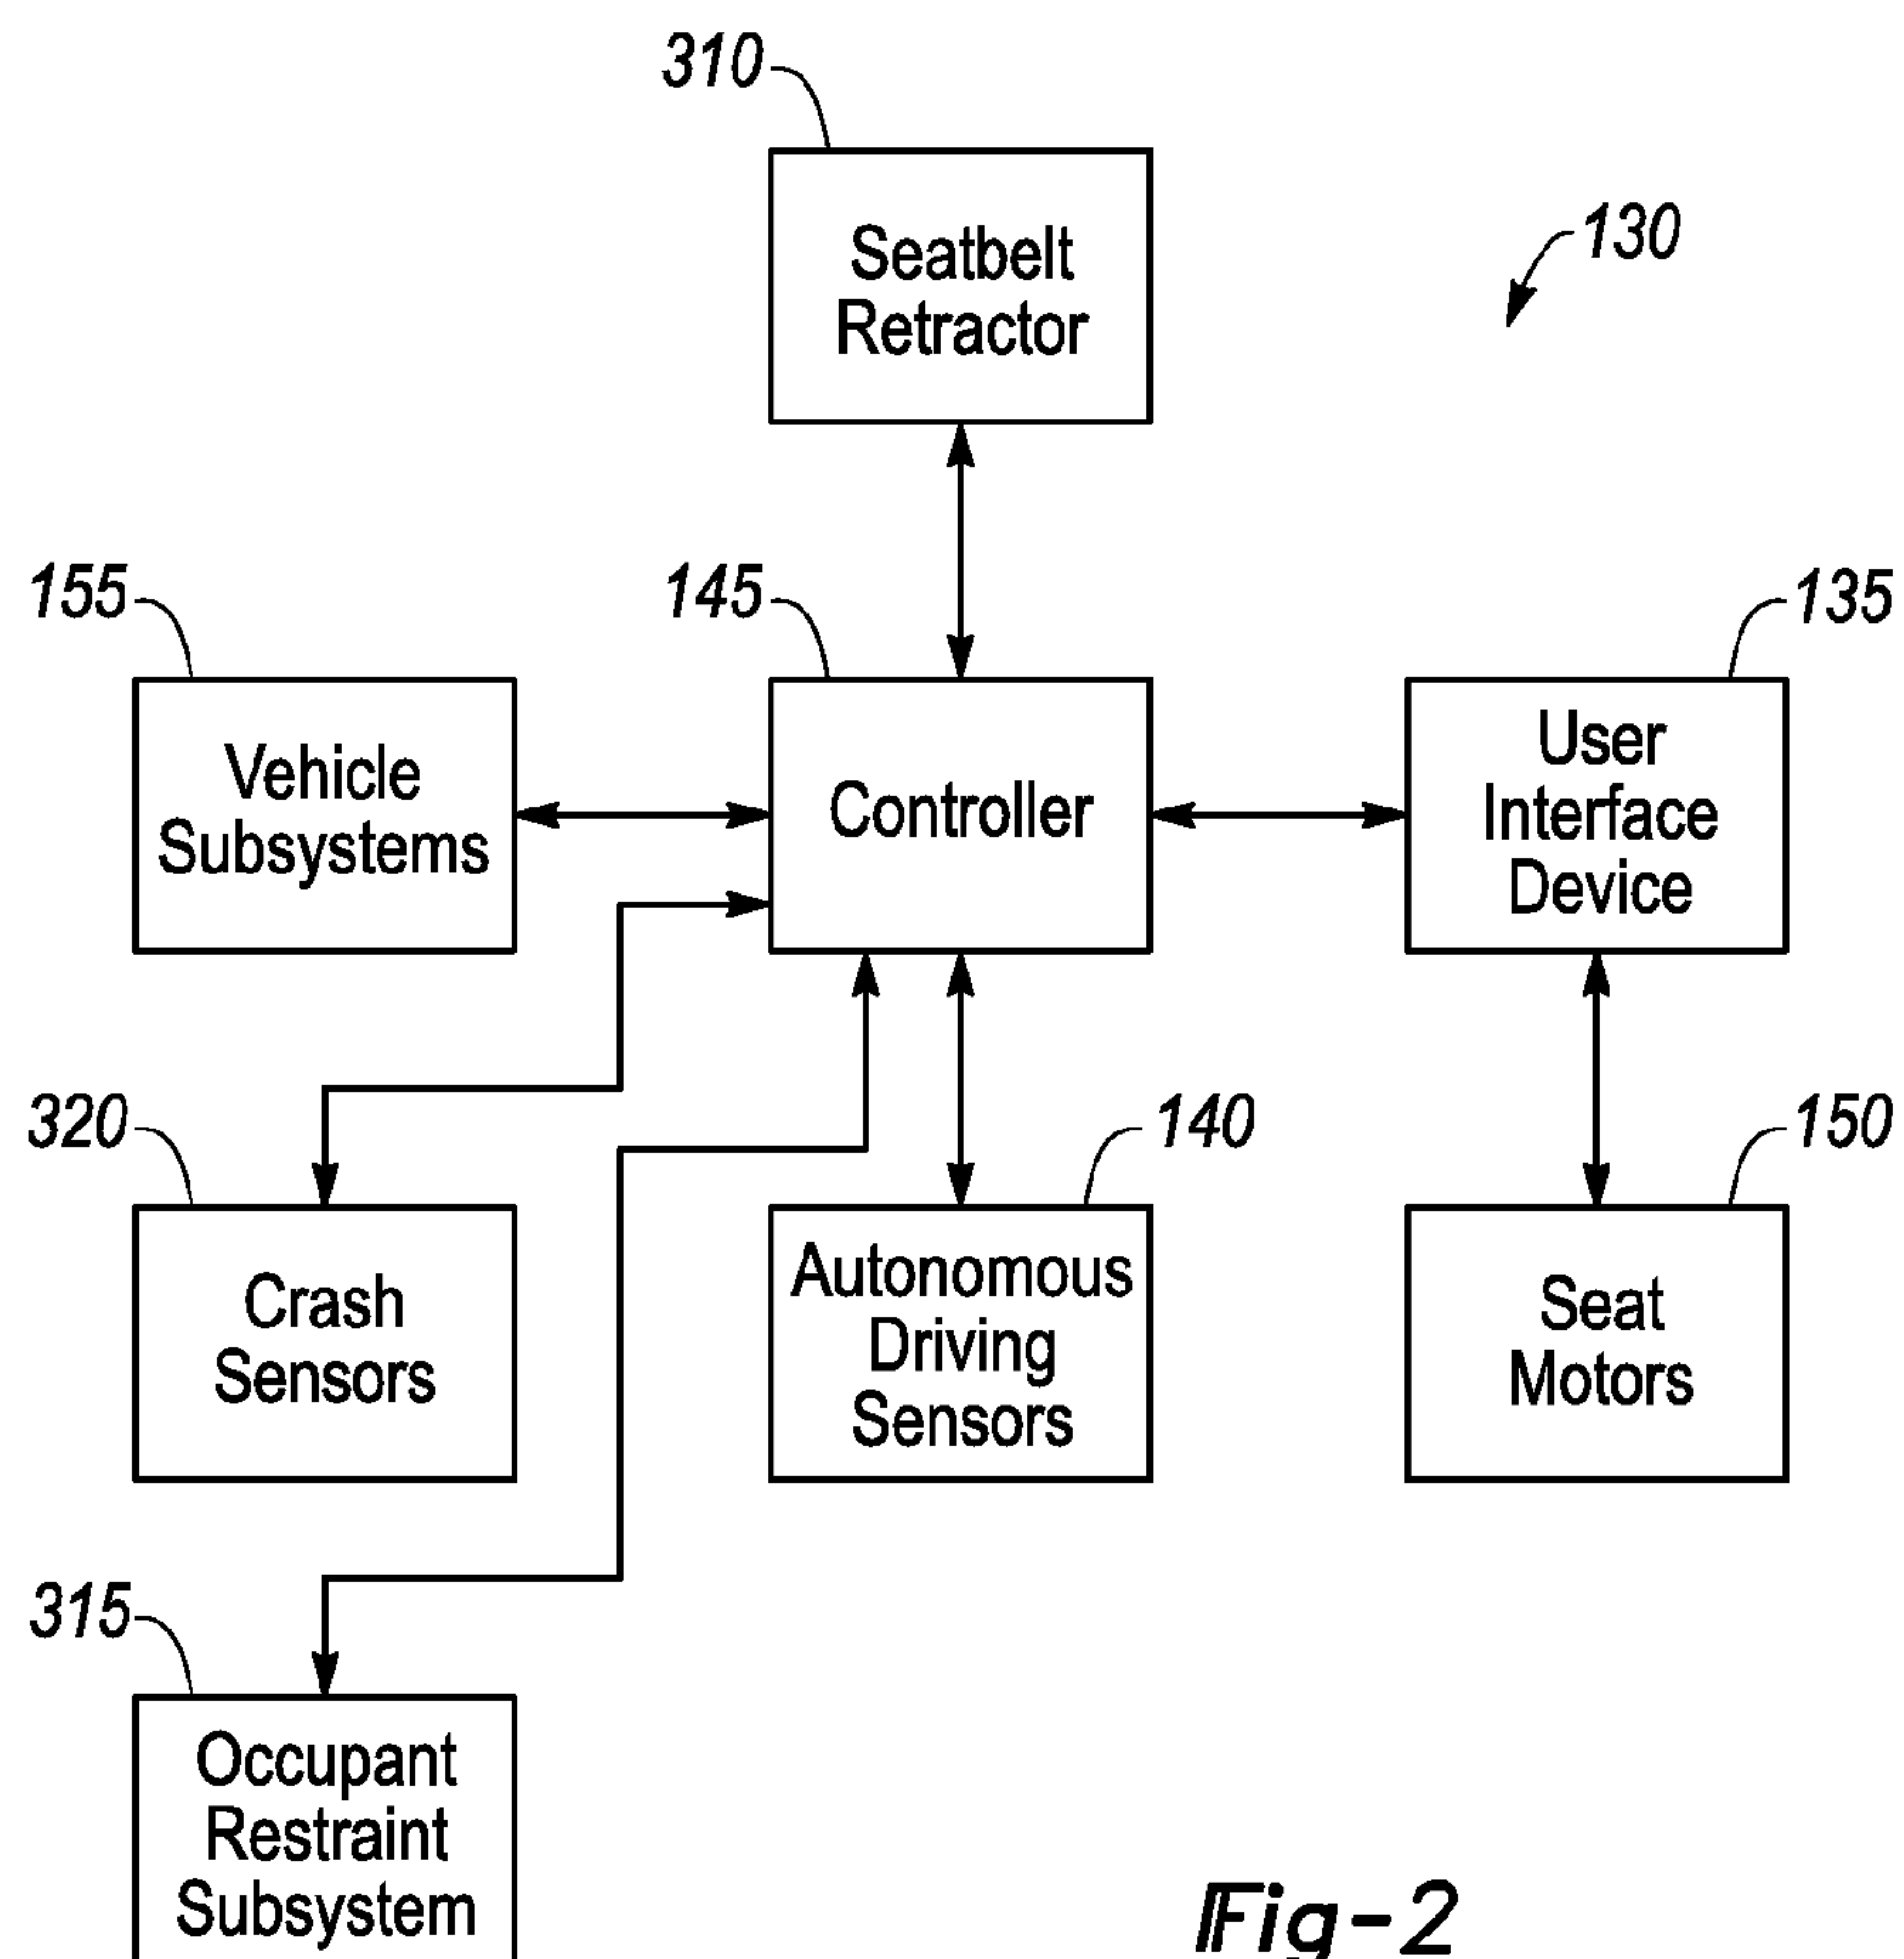 310
Seatbelt
Retractor
130
155
145
135
Vehicle
Subsystems
Controller
User
Interface
Device
320
140
150
Crash
Sensors
Autonomous
Driving
Sensors
Seat
Motors
315
Occupant
Restraint
Subsystem
Fig-2